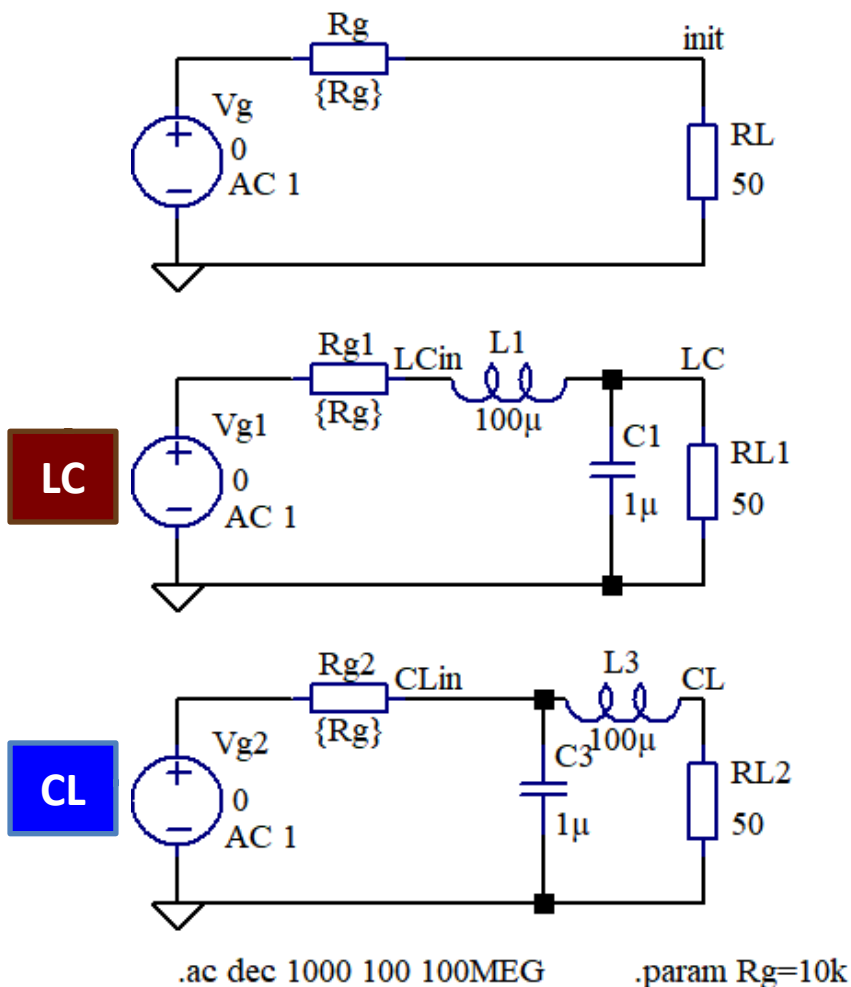 Rg
init
{Rg}
Vg
+
0
AC 1
−
RL
50
Rg1
LCin
L1
LC
{Rg}
100µ
Vg1
+
0
AC 1
−
C1
1µ
RL1
50
LC
Rg2
CLin
L3
CL
{Rg}
100µ
Vg2
+
0
AC 1
−
C3
1µ
RL2
50
CL
.ac dec 1000 100 100MEG
.param Rg=10k